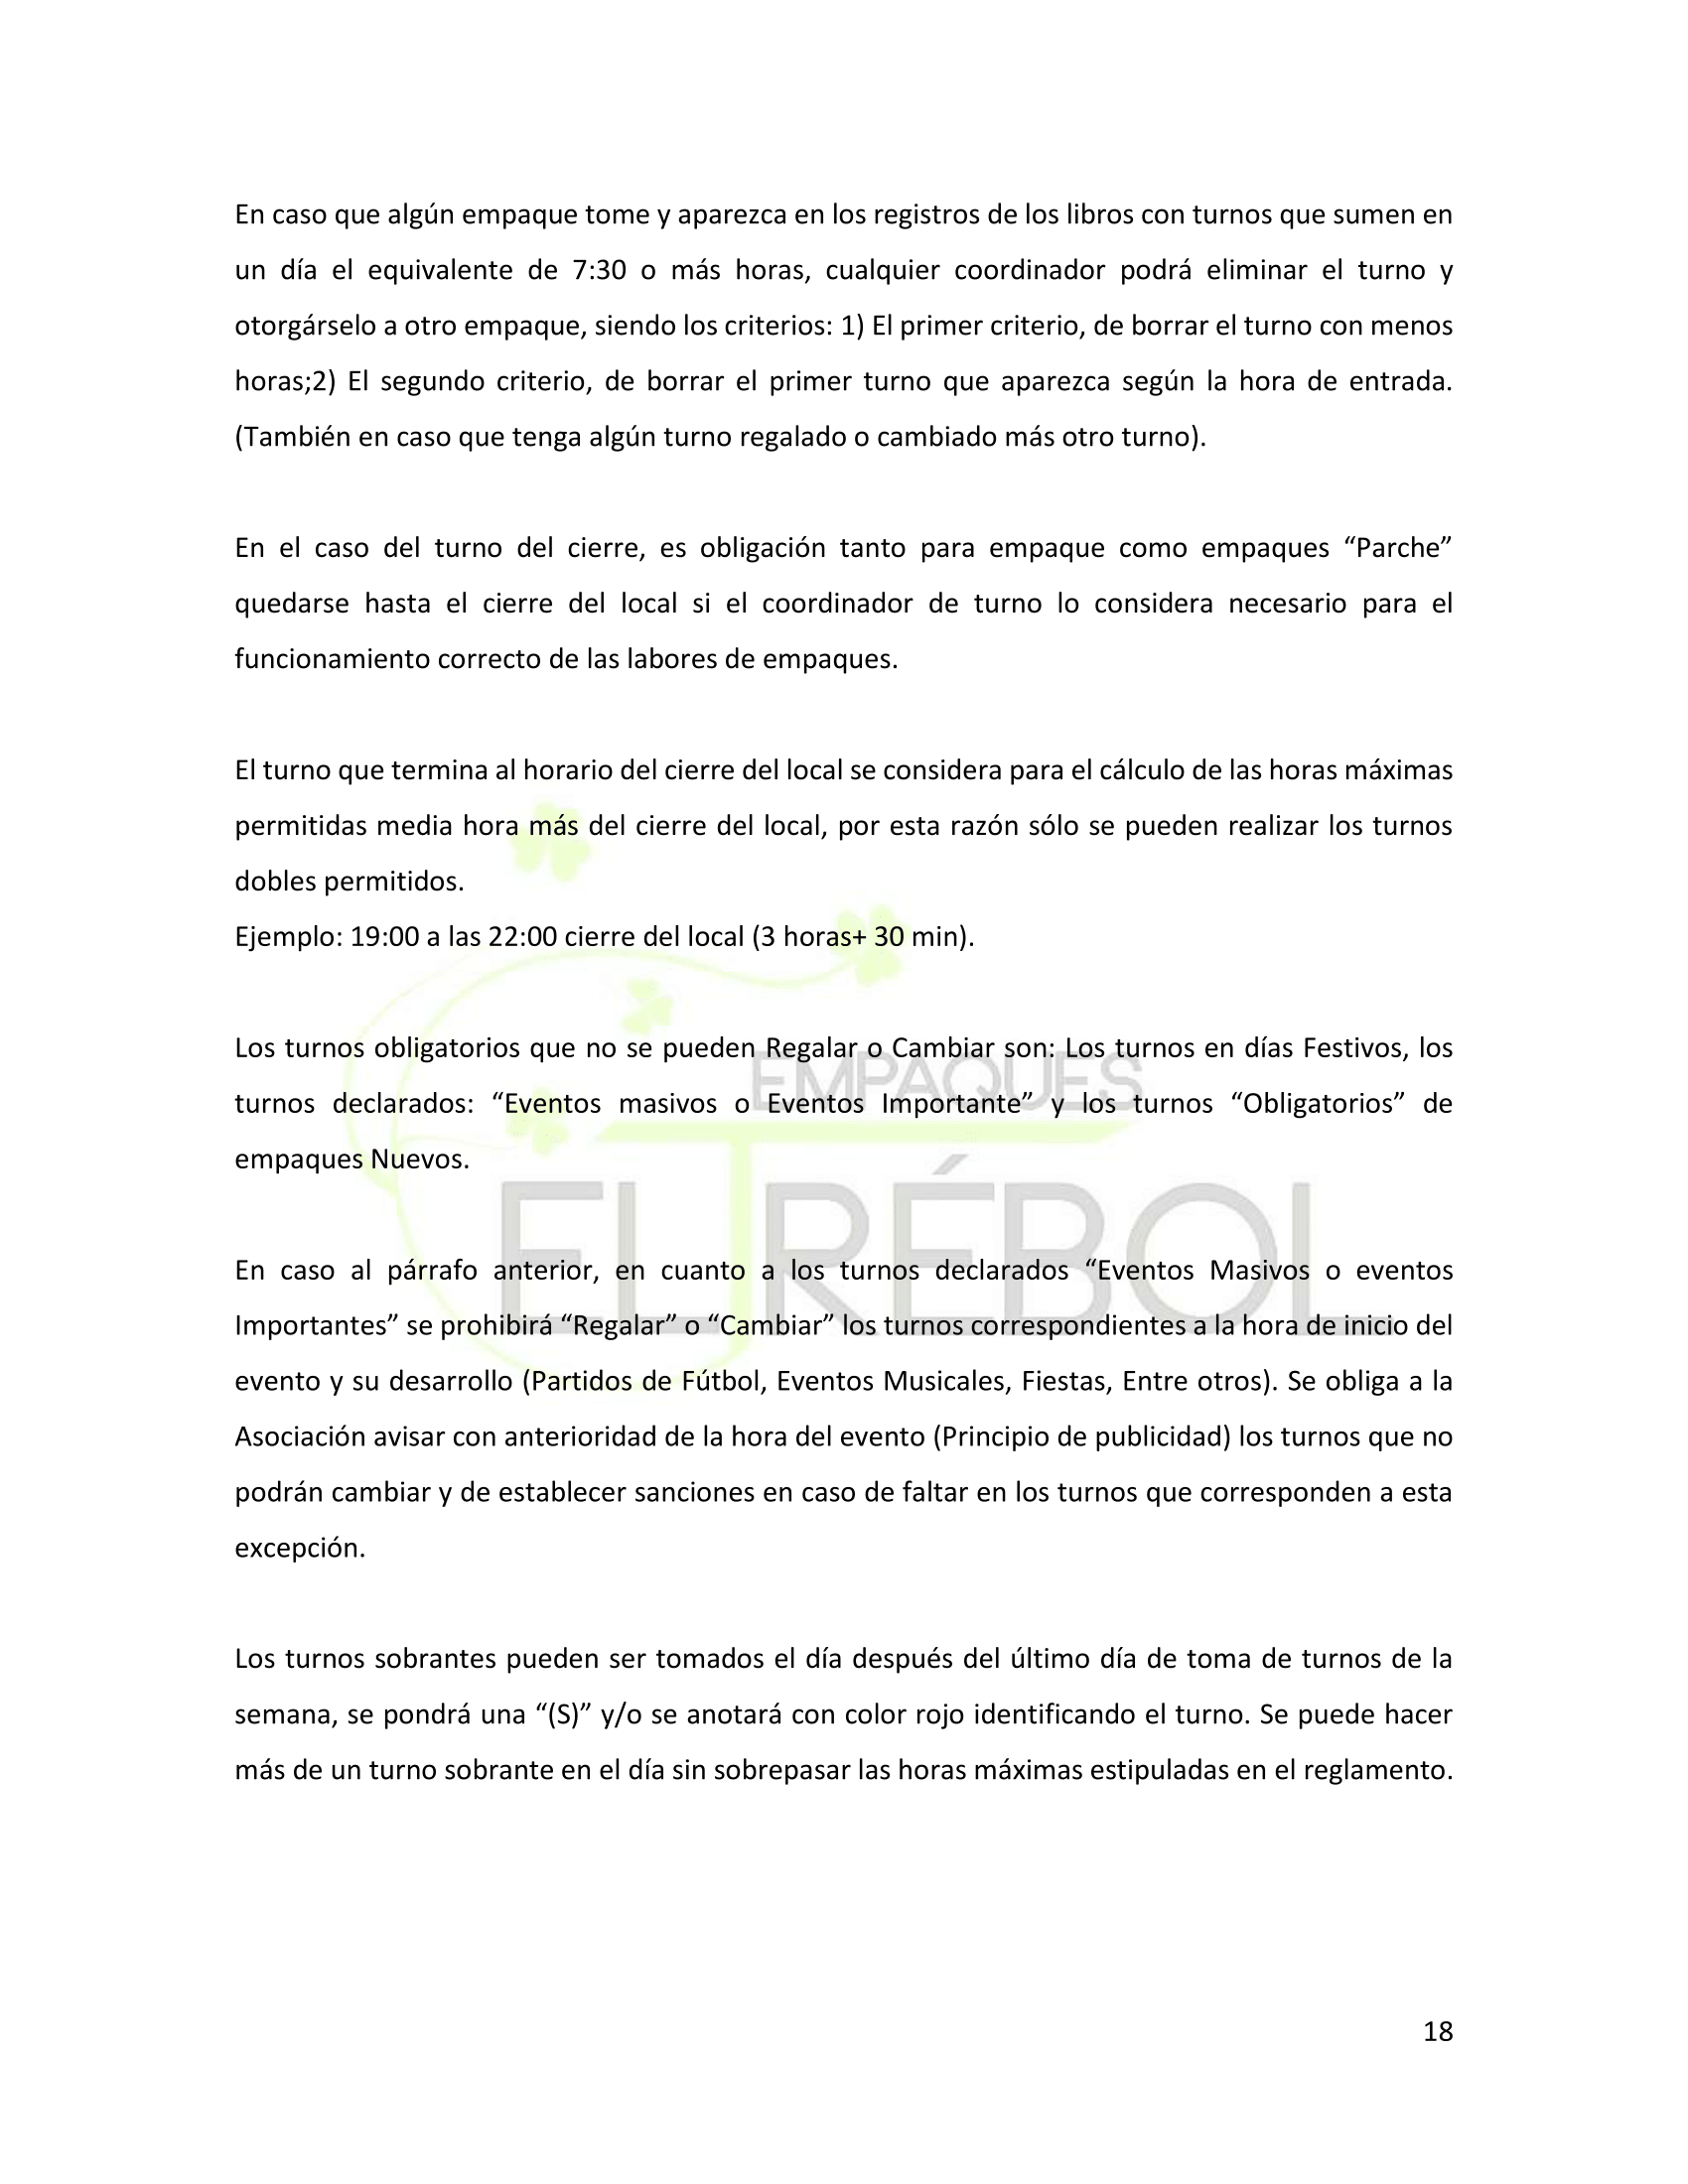 En caso que algún empaque tome y aparezca en los registros de los libros con turnos que sumen en
un día el equivalente de 7:30 o más horas, cualquier coordinador podrá eliminar el turno y
otorgárselo a otro empaque, siendo los criterios: 1) El primer criterio, de borrar el turno con menos
horas;2) El segundo criterio, de borrar el primer turno que aparezca según la hora de entrada.
(También en caso que tenga algún turno regalado o cambiado más otro turno).
En el caso del turno del cierre, es obligación tanto para empaque como empaques “Parche”
quedarse hasta el cierre del local si el coordinador de turno lo considera necesario para el
funcionamiento correcto de las labores de empaques.
El turno que termina al horario del cierre del local se considera para el cálculo de las horas máximas
permitidas media hora más del cierre del local, por esta razón sólo se pueden realizar los turnos
dobles permitidos.
Ejemplo: 19:00 a las 22:00 cierre del local (3 horas+ 30 min).
Los turnos obligatorios que no se pueden Regalar o Cambiar son: Los turnos en días Festivos, los
turnos declarados: “Eventos masivos o Eventos Importante” y los turnos “Obligatorios” de
empaques Nuevos.
En caso al párrafo anterior, en cuanto a los turnos declarados “Eventos Masivos o eventos
Importantes” se prohibirá “Regalar” o “Cambiar” los turnos correspondientes a la hora de inicio del
evento y su desarrollo (Partidos de Fútbol, Eventos Musicales, Fiestas, Entre otros). Se obliga a la
Asociación avisar con anterioridad de la hora del evento (Principio de publicidad) los turnos que no
podrán cambiar y de establecer sanciones en caso de faltar en los turnos que corresponden a esta
excepción.
Los turnos sobrantes pueden ser tomados el día después del último día de toma de turnos de la
semana, se pondrá una “(S)” y/o se anotará con color rojo identificando el turno. Se puede hacer
más de un turno sobrante en el día sin sobrepasar las horas máximas estipuladas en el reglamento.
EMPAQUES
EL TRÉBOL
18